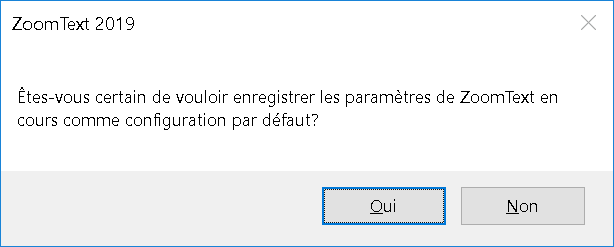 ZoomText 2019
Êtes-vous certain de vouloir enregistrer les paramètres de ZoomText en
cours comme configuration par défaut?
Oui
Non